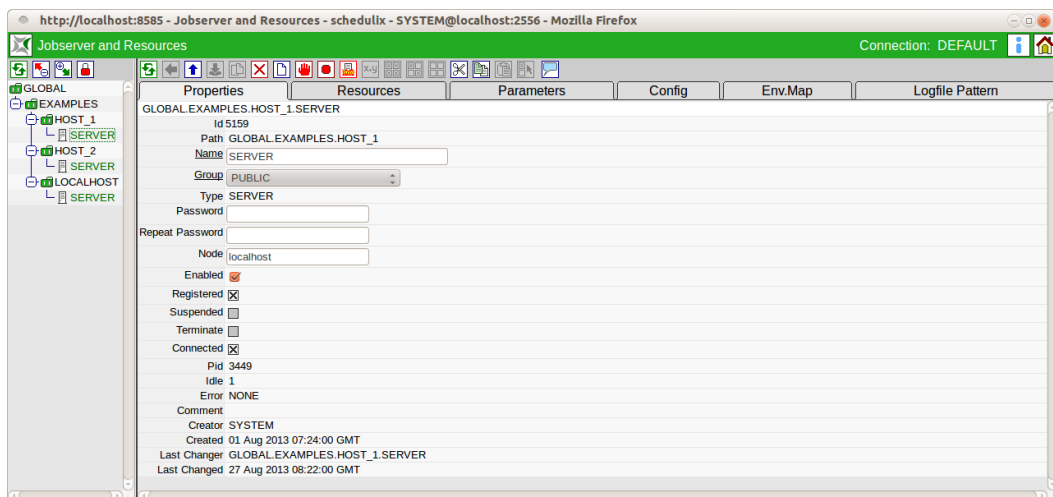 http://localhost:8585 - Jobserver and Resources - schedulix - SYSTEM@localhost:2556 - Mozilla Firefox
Jobserver and Resources Connection: DEFAULT
GLOBAL
EXAMPLES
HOST_1
SERVER
HOST_2
SERVER
LOCALHOST
SERVER
x.y
Properties Resources Parameters Config Env.Map Logfile Pattern
GLOBAL.EXAMPLES.HOST_1.SERVER
Id 5159
Path GLOBAL.EXAMPLES.HOST_1
Name SERVER
Group PUBLIC
Type SERVER
Password
Repeat Password
Node localhost
Enabled
Registered
Suspended
Terminate
Connected
Pid 3449
Idle 1
Error NONE
Comment
Creator SYSTEM
Created 01 Aug 2013 07:24:00 GMT
Last Changer GLOBAL.EXAMPLES.HOST_1.SERVER
Last Changed 27 Aug 2013 08:22:00 GMT